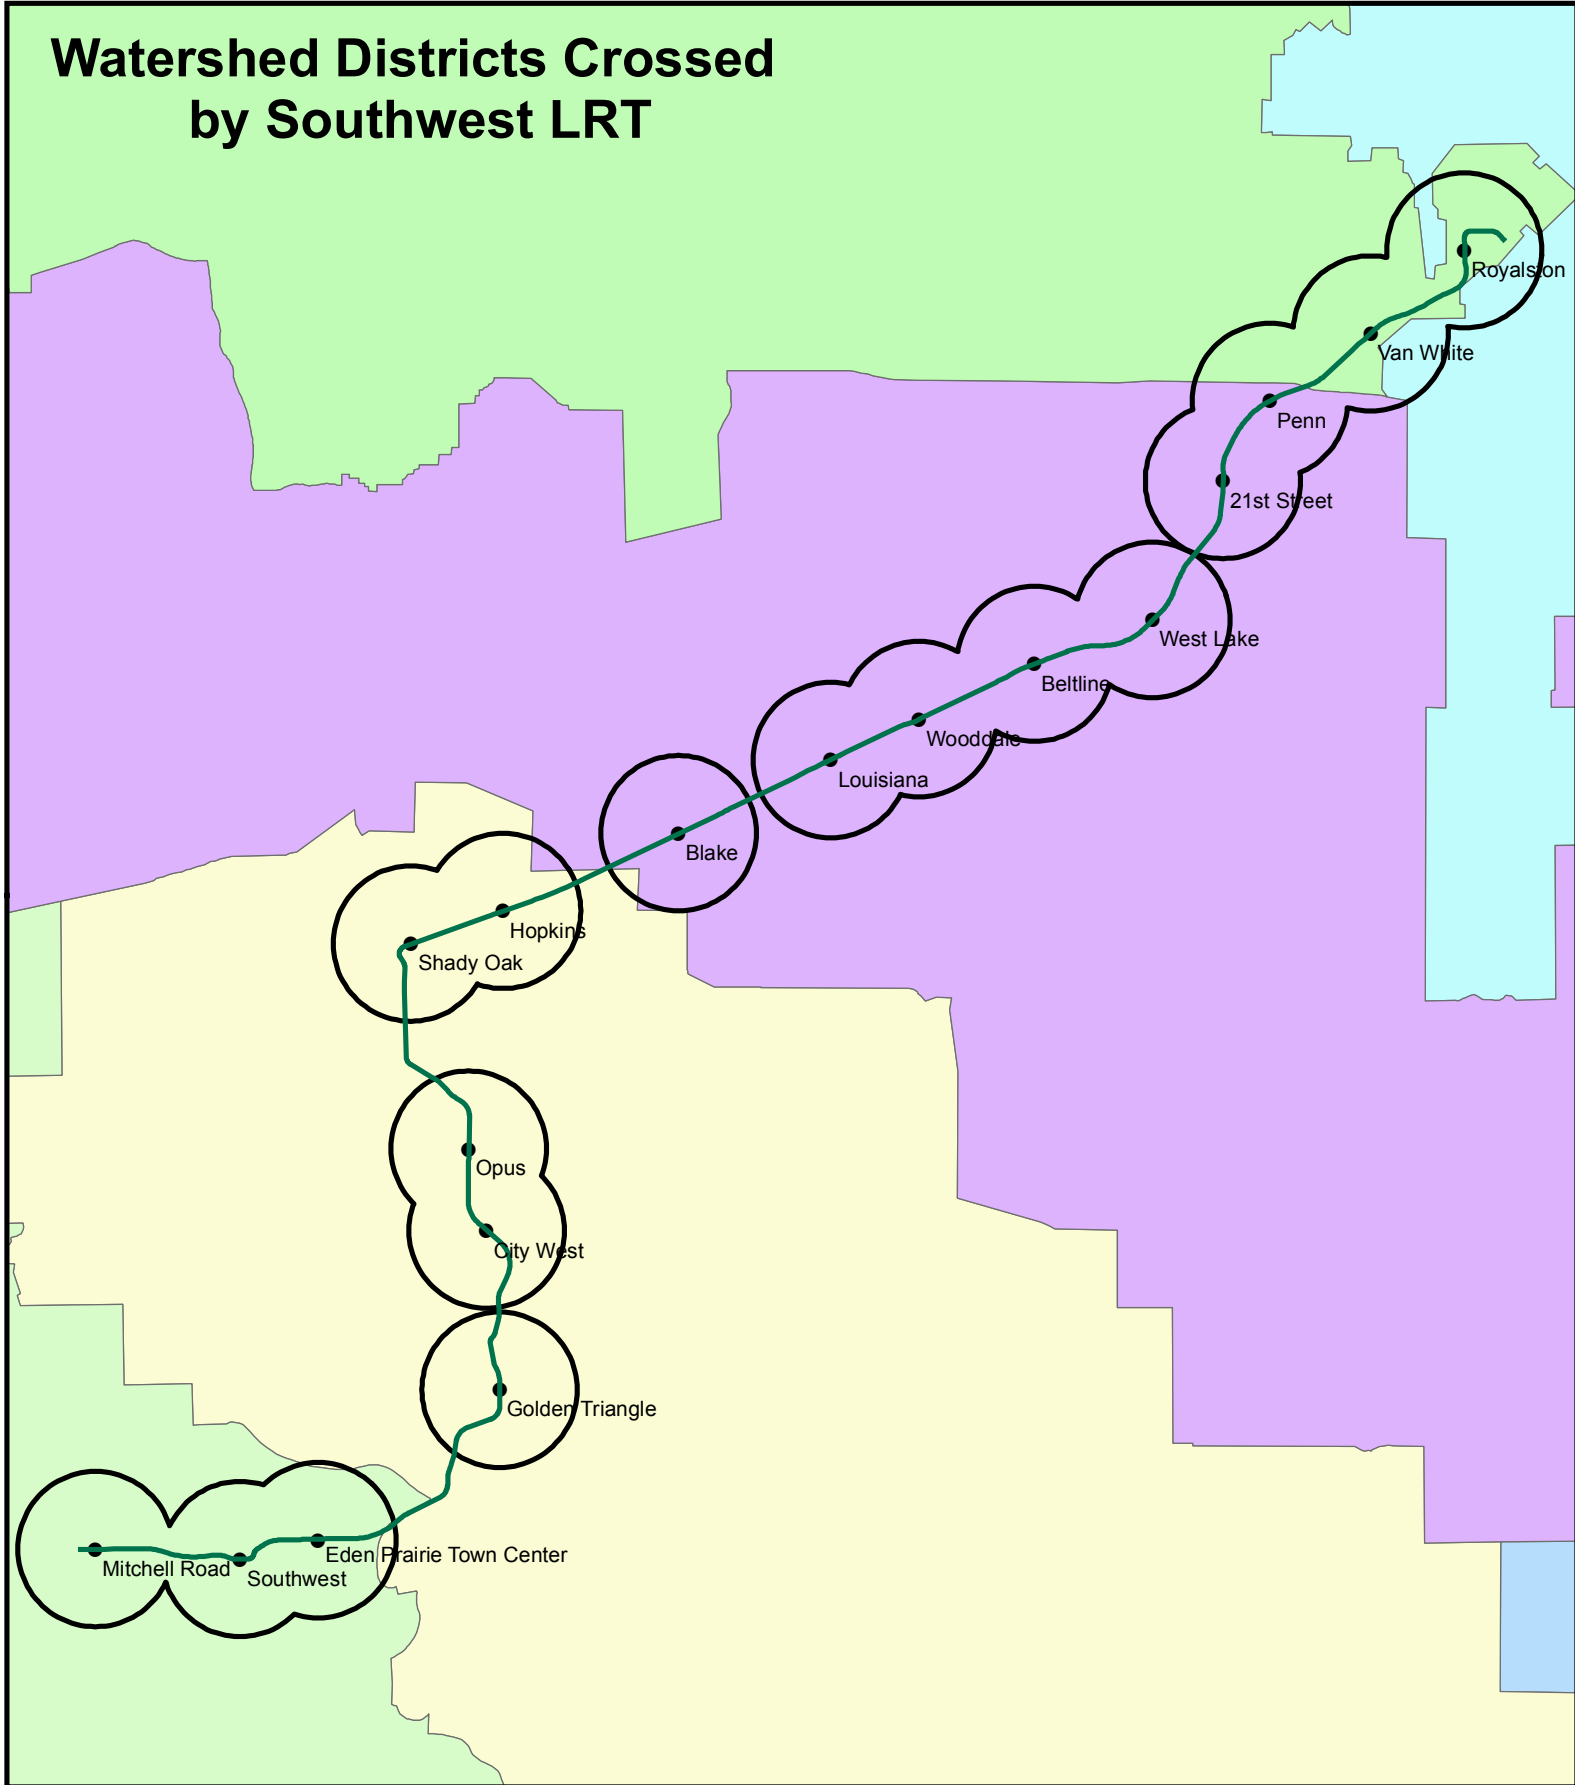 Watershed Districts Crossed
by Southwest LRT
Royalston
Van White
Penn
21st Street
West Lake
Beltline
Wooddale
Louisiana
Blake
Hopkins
Shady Oak
Opus
City West
Golden Triangle
Eden Prairie Town Center
Mitchell Road
Southwest